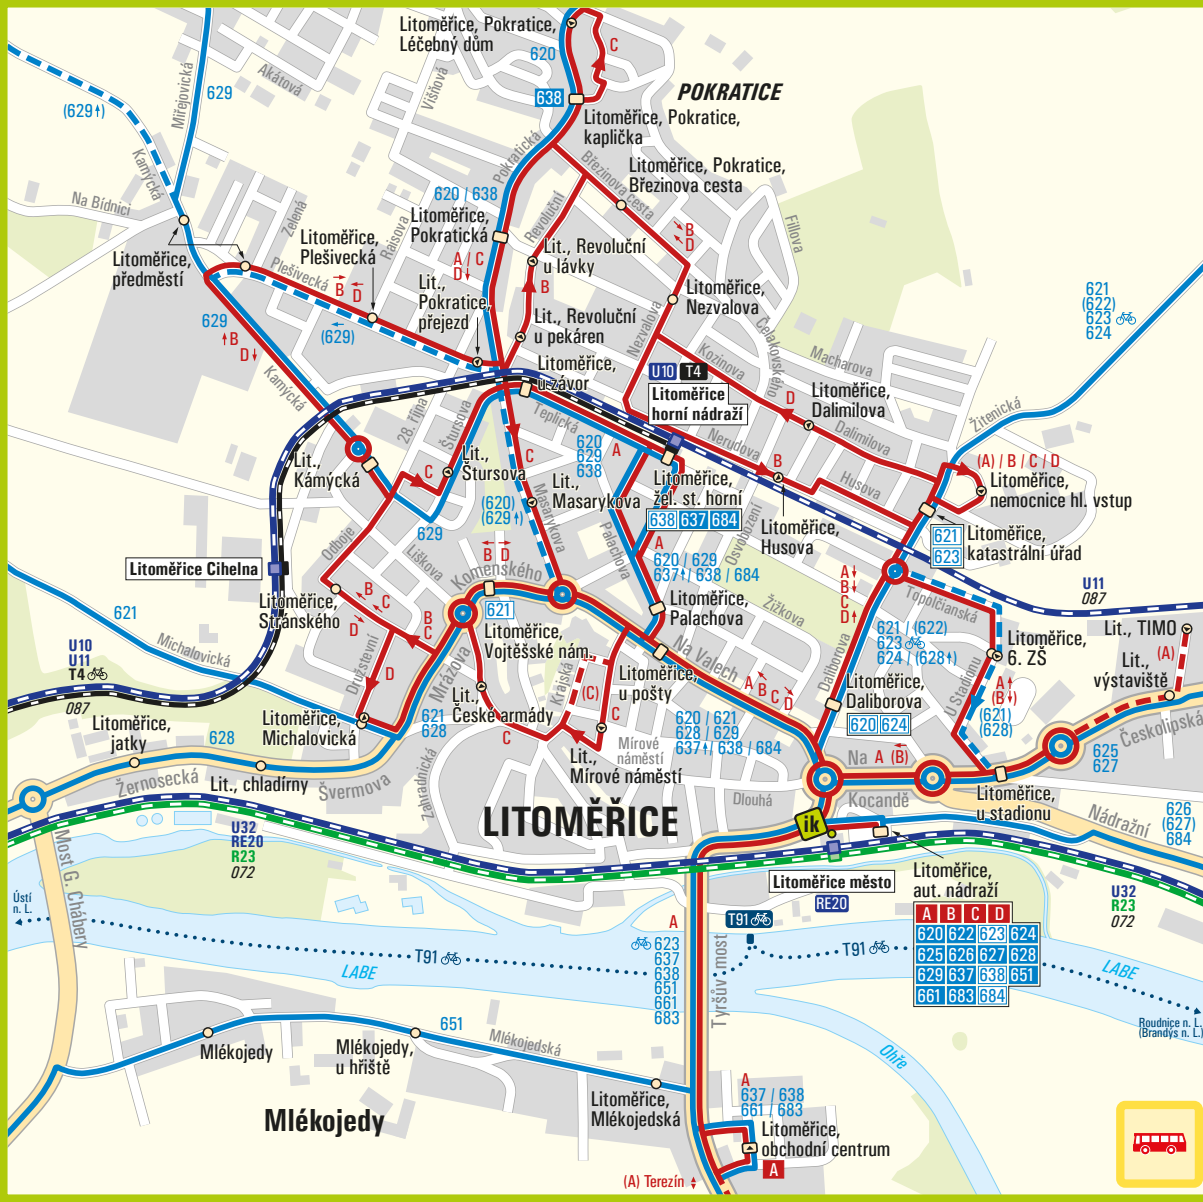 Litoměřice, Pokratice,
Léčebný dům
620
C
638
POKRATICE
Litoměřice, Pokratice,
kaplička
Akátová
Višňová
Miřejovická
629
(629↑)
Kamýcká
Na Bídnici
Zelená
Pokratická
Březinova cesta
Litoměřice, Pokratice,
Březinova cesta
620 / 638
Litoměřice,
Pokratická
Revoluční
Raisova
Fillova
B
D
Litoměřice,
předměstí
Litoměřice,
Plešivecká
Plešivecká
B D
(629)
A / C
D
Lit., Revoluční
u lávky
B
Lit.,
Pokratice,
přejezd
Litoměřice,
Nezvalova
Nezvalova
Lit., Revoluční
u pekáren
629
B
D
Kamýcká
Litoměřice,
u závor
Čelakovského
Macharova
Kozinova
621
(622)
623
624
U10 T4
Litoměřice
horní nádraží
D
Litoměřice,
Dalimilova
Dalimilova
Žitenická
28. října
Štursova
Teplická
620
629
638
A
Nerudova
B
Husova
(A) / B / C / D
Litoměřice,
nemocnice hl. vstup
Lit.,
Kamýcká
C
Lit.,
Štursova
C
Lit.,
Masarykova
Masarykova
Litoměřice,
žel. st. horní
638 637 684
(620)
(629↑)
629
Osvobození
Litoměřice,
Husova
621
623
Litoměřice,
katastrální úřad
Palachova
A
620 / 629
637↑/ 638 / 684
Odboje
Lišková
B D
Komenského
Litoměřice Cihelna
621
Litoměřice,
Stránského
B
C
D
B
C
621
Litoměřice,
Vojtěšské nám.
Litoměřice,
Palachova
Žižkova
A
B
C
D
Topolčianská
U11
087
621 / (622)
623
624 / (628↑)
Lit., TIMO
(A)
Lit.,
výstaviště
Lit.,
6. ZŠ
621
Michalovická
U10
U11
T4
087
Družstevní
D
Mrázova
Lit.,
České armády
C
Krajská
(C)
C
Litoměřice,
u pošty
Na Valech
A B C D
Daliborova
Litoměřice,
Daliborova
620 624
U Stadionu
A
(B)
(621)
(628)
Litoměřice,
Michalovická
621
628
Litoměřice,
jatky
628
Žernosecká
Lit., chladírny
Švermova
Zahradnická
Lit.,
Mírové náměstí
Mírové
náměstí
620 / 621
628 / 629
637↑/ 638 / 684
Na
Kocandě
A (B)
Českolipská
625
627
Dlouhá
Litoměřice,
u stadionu
LITOMĚŘICE
ik
Nádražní
626
(627)
684
U32
RE20
R23
072
Most G. Chábery
Litoměřice město
RE20
Litoměřice,
aut. nádraží
A B C D
620 622 623 624
625 626 627 628
629 637 638 651
661 683 684
U32
R23
072
Ústí
n. L.
LABE
T91
A
623
637
638
651
661
683
T91
T91
Tyršův most
LABE
Roudnice n. L.
(Brandýs n. L.)
Ohře
651
Mlékojedy
Mlékojedy,
u hřiště
Mlékojedská
Litoměřice,
Mlékojedská
Mlékojedy
A
637 / 638
661 / 683
Litoměřice,
obchodní centrum
A
(A) Terezín